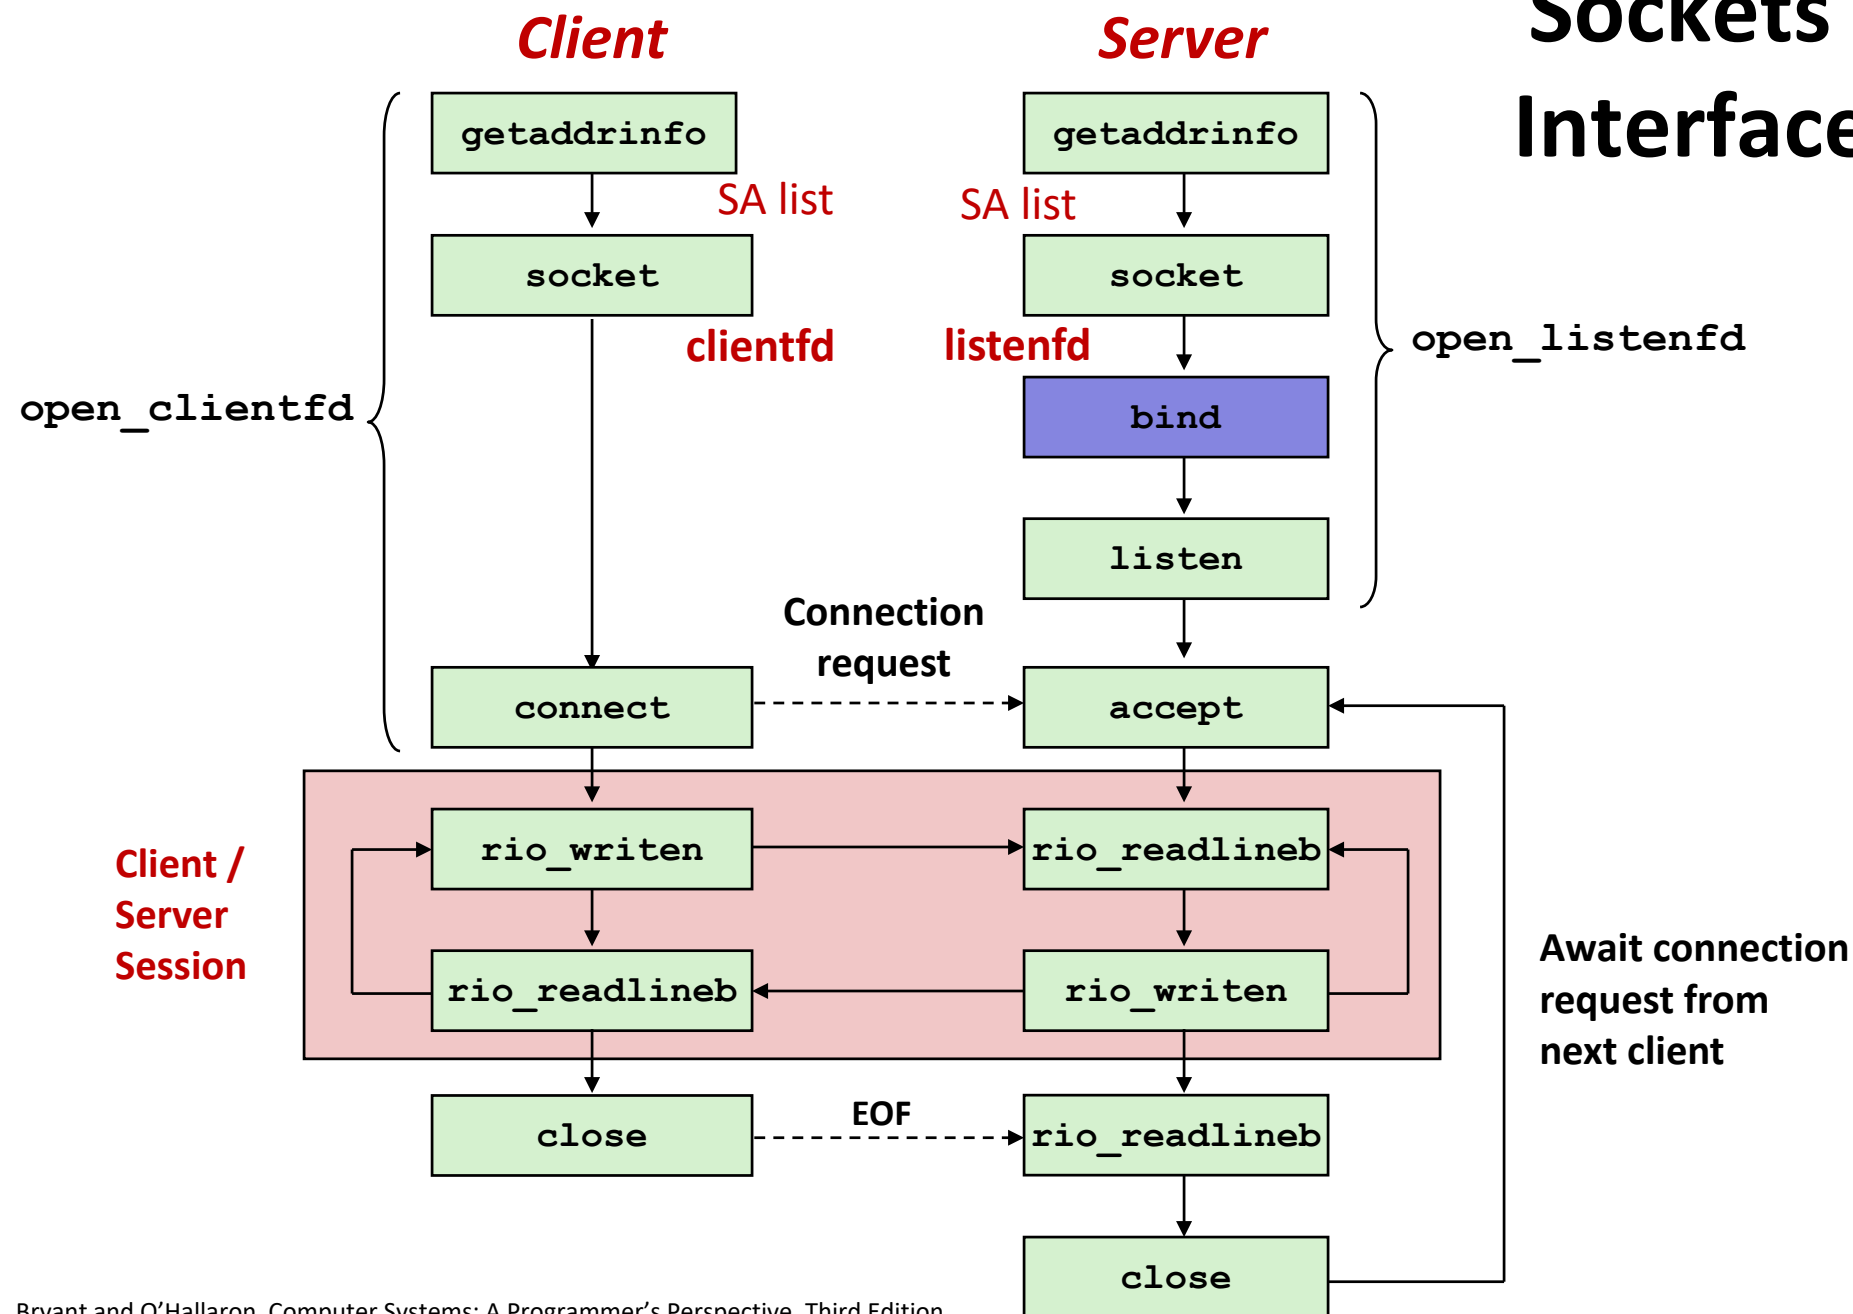 Client
Server
Sockets
Interface
getaddrinfo
getaddrinfo
SA list
SA list
socket
socket
clientfd
listenfd
open_listenfd
open_clientfd
bind
listen
Connection
request
connect
accept
Client /
Server
Session
rio_writen
rio_readlineb
rio_readlineb
rio_writen
Await connection
request from
next client
close
EOF
rio_readlineb
close
Bryant and O'Hallaron, Computer Systems: A Programmer's Perspective, Third Edition